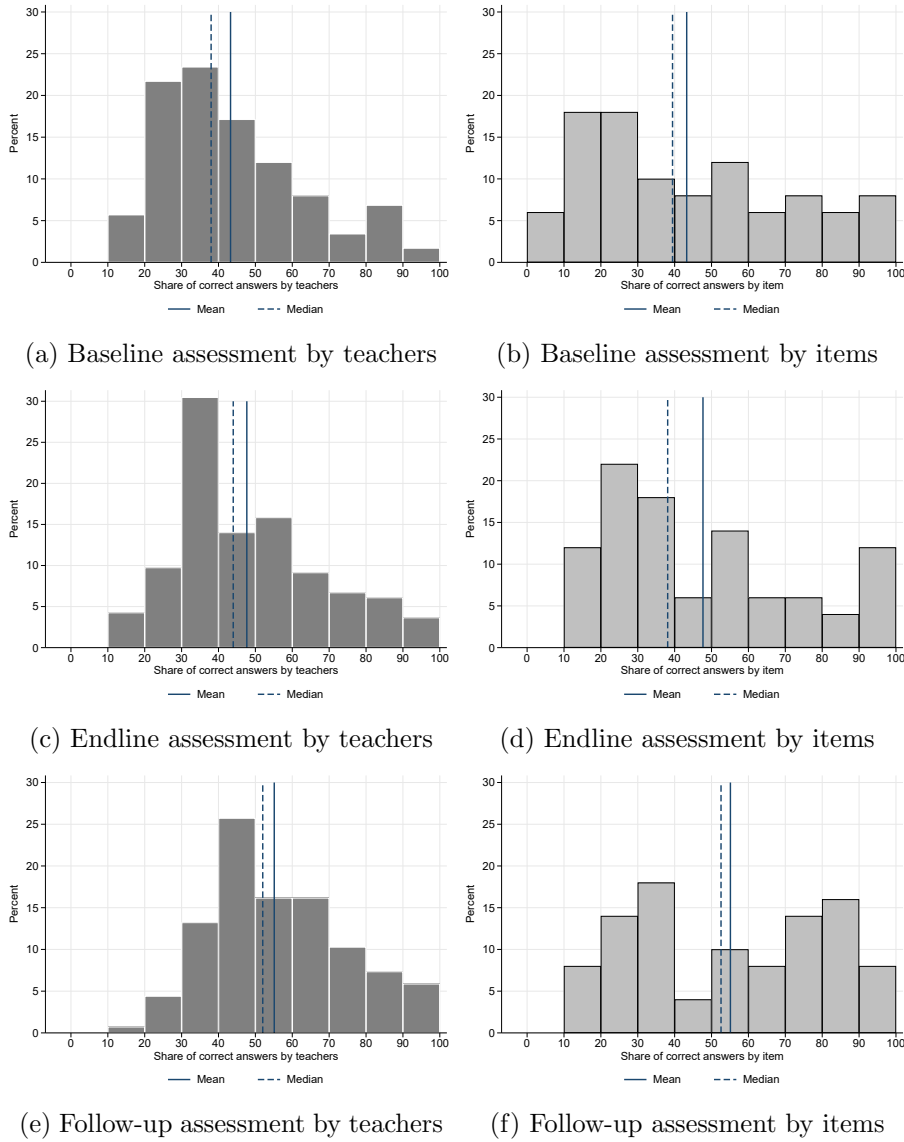 30
25
20
15
10
5
0
Percent
0 10 20 30 40 50 60 70 80 90 100
Share of correct answers by teachers
Mean Median
(a) Baseline assessment by teachers
30
25
20
15
10
5
0
Percent
0 10 20 30 40 50 60 70 80 90 100
Share of correct answers by item
Mean Median
(b) Baseline assessment by items
30
25
20
15
10
5
0
Percent
0 10 20 30 40 50 60 70 80 90 100
Share of correct answers by teachers
Mean Median
(c) Endline assessment by teachers
30
25
20
15
10
5
0
Percent
0 10 20 30 40 50 60 70 80 90 100
Share of correct answers by item
Mean Median
(d) Endline assessment by items
30
25
20
15
10
5
0
Percent
0 10 20 30 40 50 60 70 80 90 100
Share of correct answers by teachers
Mean Median
(e) Follow-up assessment by teachers
30
25
20
15
10
5
0
Percent
0 10 20 30 40 50 60 70 80 90 100
Share of correct answers by item
Mean Median
(f) Follow-up assessment by items